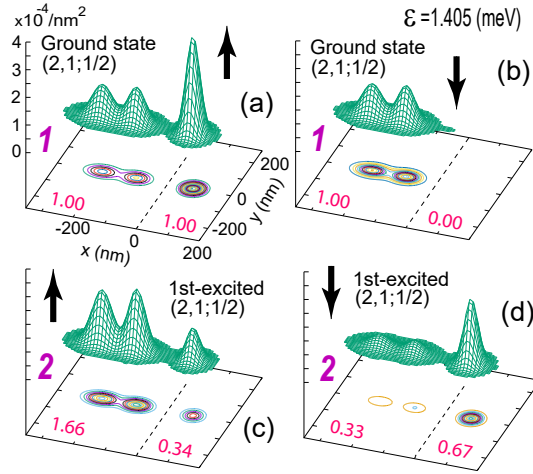 x10⁻⁴/nm²
ε =1.405 (meV)
4
3
2
1
0
Ground state
(2,1;1/2)
(a)
1
1.00
1.00
-200
0
200
x (nm)
-200
0
200
y (nm)
Ground state
(2,1;1/2)
(b)
1
1.00
0.00
1st-excited
(2,1;1/2)
2
1.66
0.34
(c)
1st-excited
(2,1;1/2)
(d)
2
0.33
0.67